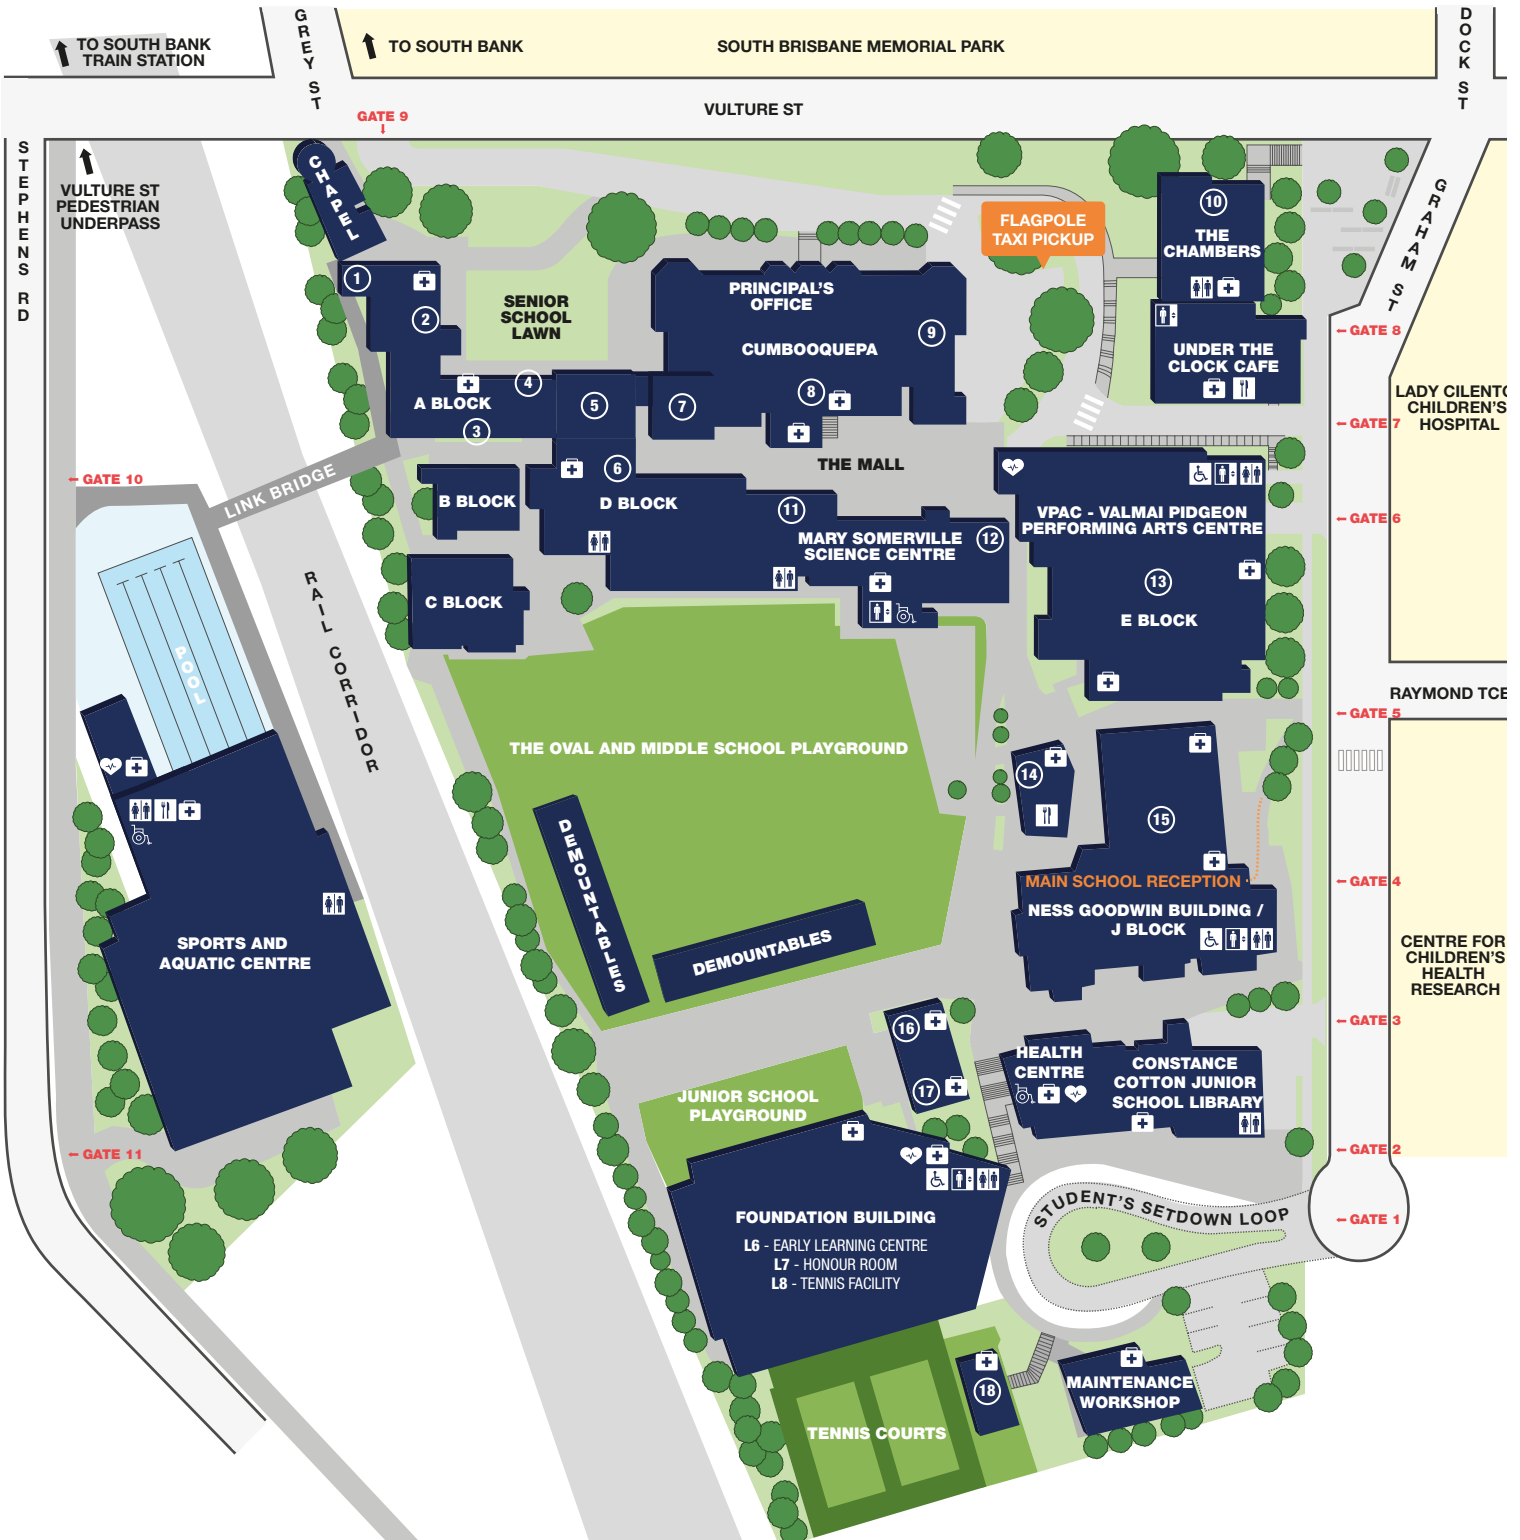 GREY ST
DOCK ST
TO SOUTH BANK
TRAIN STATION
TO SOUTH BANK
SOUTH BRISBANE MEMORIAL PARK
VULTURE ST
GATE 9
STEPHENS RD
VULTURE ST
PEDESTRIAN
UNDERPASS
CHAPEL
GRAHAM ST
FLAGPOLE
TAXI PICKUP
10
THE
CHAMBERS
1
2
SENIOR
SCHOOL
LAWN
PRINCIPAL'S
OFFICE
9
CUMBOOQUEPA
GATE 8
UNDER THE
CLOCK CAFE
LADY CILENTO
CHILDREN'S
HOSPITAL
4
A BLOCK
3
5
7
8
GATE 7
THE MALL
GATE 10
LINK BRIDGE
B BLOCK
6
D BLOCK
11
MARY SOMERVILLE
SCIENCE CENTRE
12
VPAC - VALMAI PIDGEON
PERFORMING ARTS CENTRE
GATE 6
13
E BLOCK
C BLOCK
RAIL CORRIDOR
POOL
RAYMOND TCE
GATE 5
THE OVAL AND MIDDLE SCHOOL PLAYGROUND
14
15
DEMOUNTABLES
DEMOUNTABLES
MAIN SCHOOL RECEPTION
GATE 4
NESS GOODWIN BUILDING /
J BLOCK
SPORTS AND
AQUATIC CENTRE
CENTRE FOR
CHILDREN'S
HEALTH
RESEARCH
16
17
GATE 3
HEALTH
CENTRE
CONSTANCE
COTTON JUNIOR
SCHOOL LIBRARY
JUNIOR SCHOOL
PLAYGROUND
GATE 11
GATE 2
STUDENT'S SETDOWN LOOP
GATE 1
FOUNDATION BUILDING
L6 - EARLY LEARNING CENTRE
L7 - HONOUR ROOM
L8 - TENNIS FACILITY
18
MAINTENANCE
WORKSHOP
TENNIS COURTS